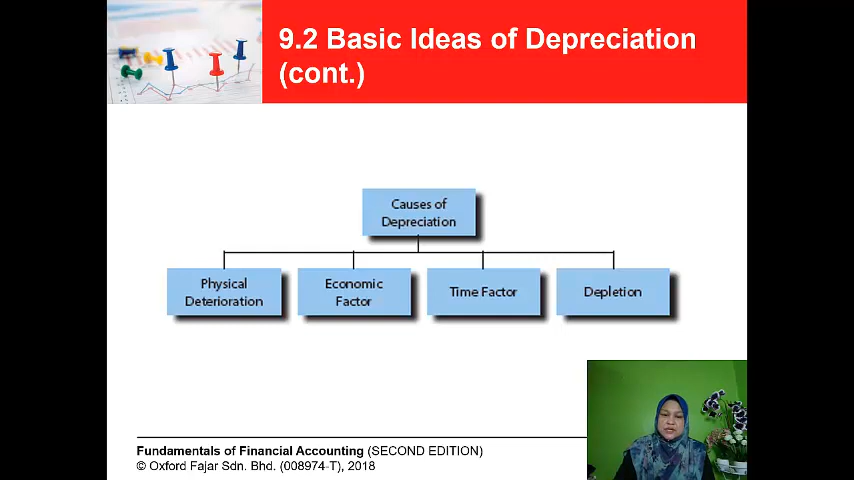 9.2 Basic Ideas of Depreciation
(cont.)
Causes of
Depreciation
Physical
Deterioration
Economic
Factor
Time Factor
Depletion
Fundamentals of Financial Accounting (SECOND EDITION)
© Oxford Fajar Sdn. Bhd. (008974-T), 2018